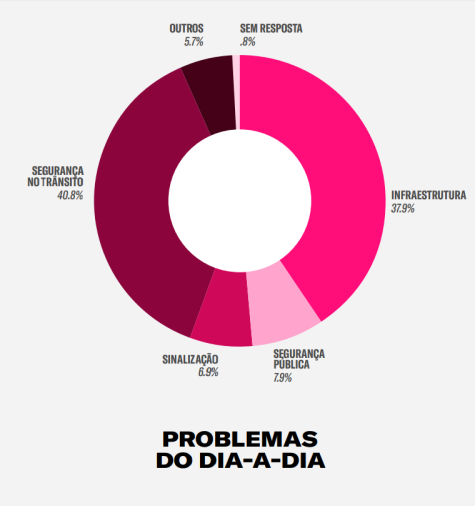 OUTROS
5.7%
SEM RESPOSTA
.8%
SEGURANÇA
NO TRÂNSITO
40.8%
INFRAESTRUTURA
37.9%
SINALIZAÇÃO
6.9%
SEGURANÇA
PÚBLICA
7.9%
PROBLEMAS
DO DIA-A-DIA